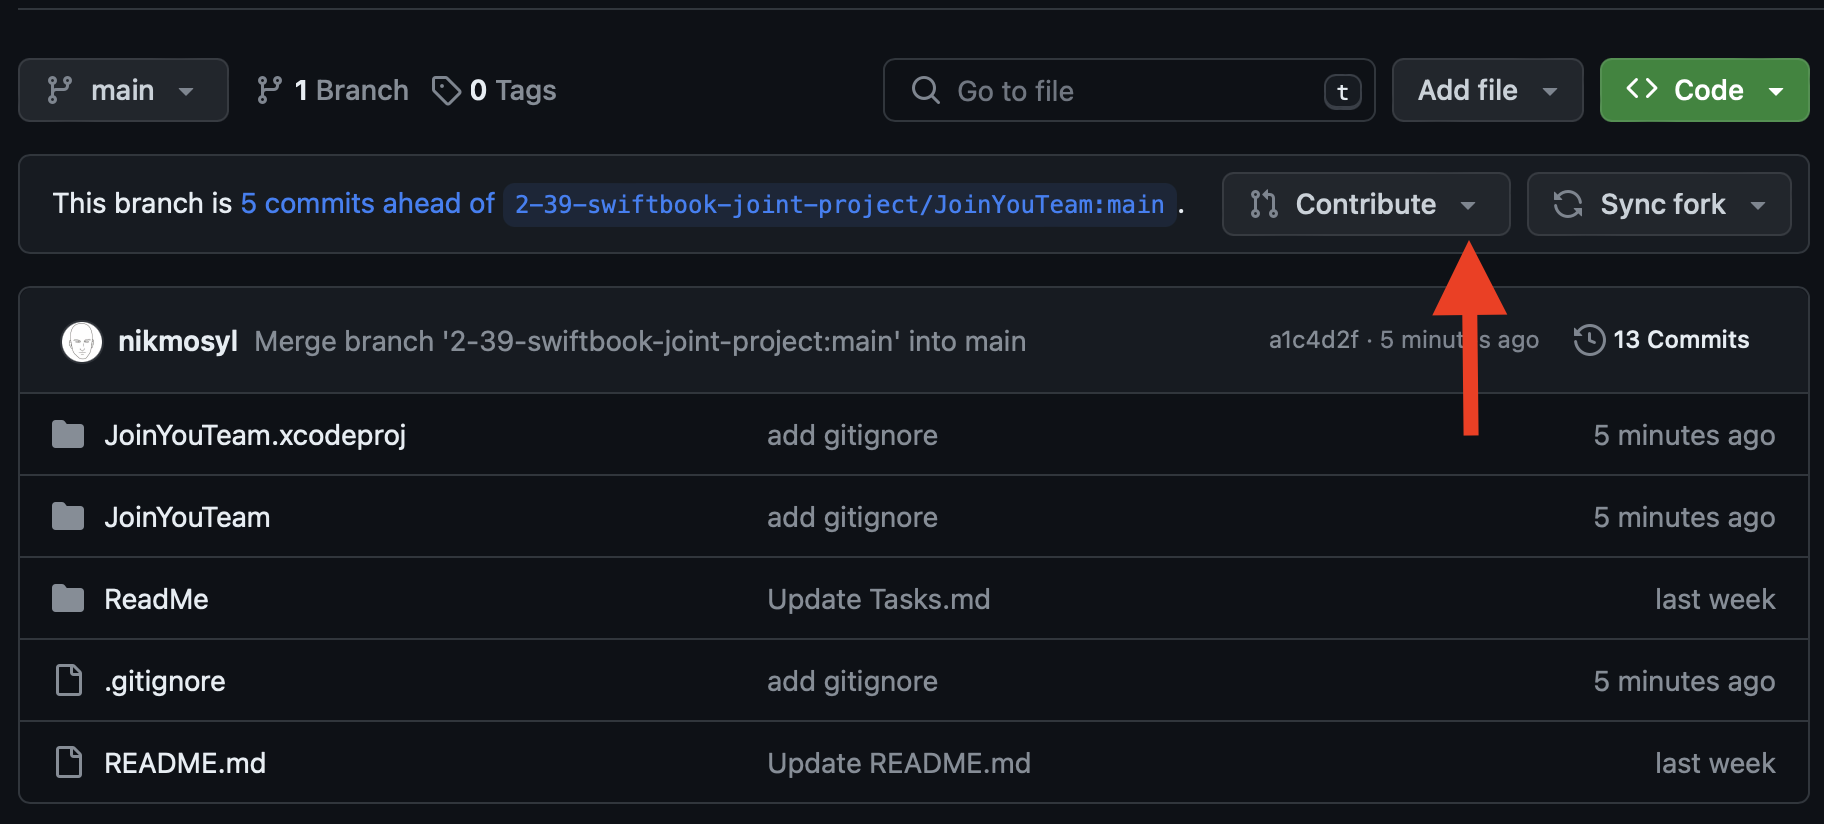 main 1 Branch 0 Tags Go to file t Add file <> Code
This branch is 5 commits ahead of 2-39-swiftbook-joint-project/JoinYouTeam:main . Contribute Sync fork
nikmosyl Merge branch '2-39-swiftbook-joint-project:main' into main a1c4d2f · 5 minutes ago 13 Commits
JoinYouTeam.xcodeproj add gitignore 5 minutes ago
JoinYouTeam add gitignore 5 minutes ago
ReadMe Update Tasks.md last week
.gitignore add gitignore 5 minutes ago
README.md Update README.md last week